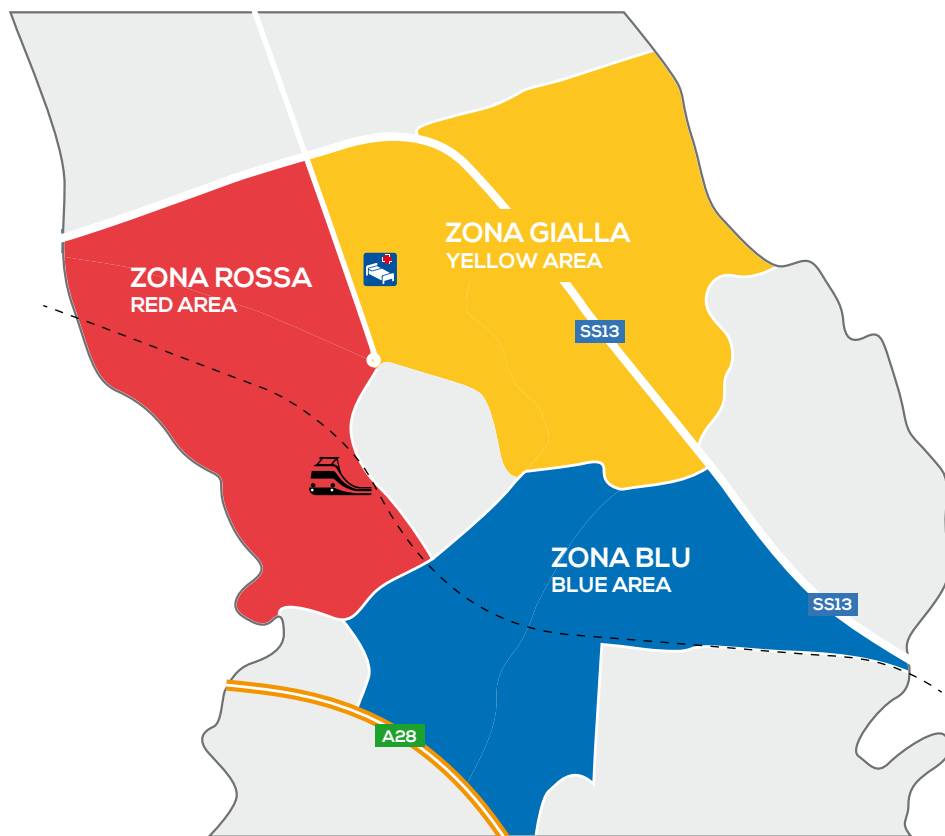 ZONA GIALLA
YELLOW AREA
ZONA ROSSA
RED AREA
SS13
ZONA BLU
BLUE AREA
SS13
A28